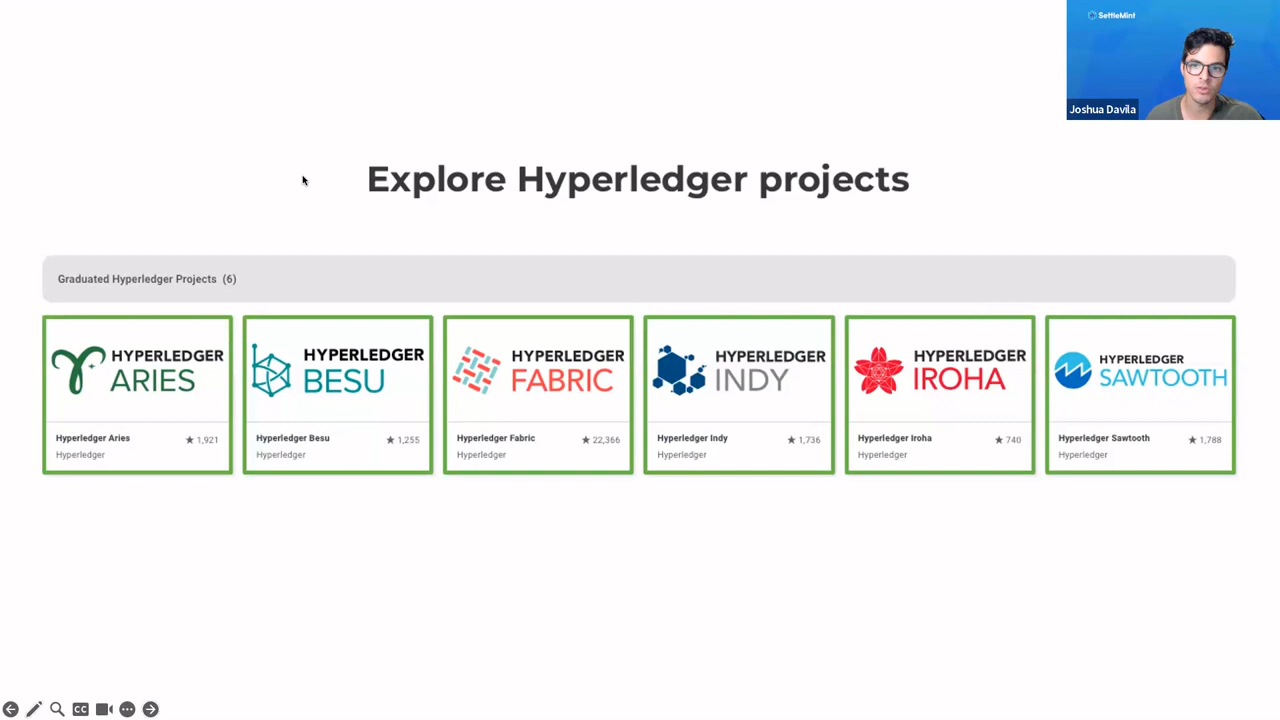 SettleMint
Joshua Davila
Explore Hyperledger projects
Graduated Hyperledger Projects (6)
HYPERLEDGER
ARIES
Hyperledger Aries ★ 1,921
Hyperledger
HYPERLEDGER
BESU
Hyperledger Besu ★ 1,255
Hyperledger
HYPERLEDGER
FABRIC
Hyperledger Fabric ★ 22,366
Hyperledger
HYPERLEDGER
INDY
Hyperledger Indy ★ 1,736
Hyperledger
HYPERLEDGER
IROHA
Hyperledger Iroha ★ 740
Hyperledger
HYPERLEDGER
SAWTOOTH
Hyperledger Sawtooth ★ 1,788
Hyperledger
CC